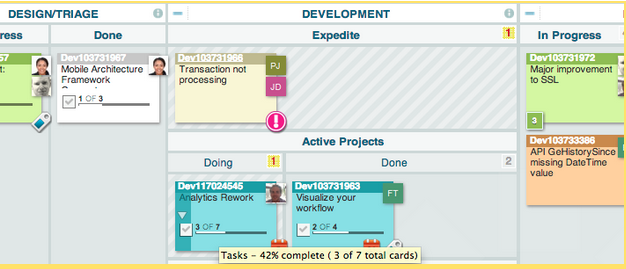 DESIGN/TRIAGE
DEVELOPMENT
ress
Done
Expedite
1
In Progress
57
t:
Dev103731967
Mobile Architecture
Framework
1 OF 3
Dev103731966
Transaction not
processing
PJ
JD
Dev103731972
Major improvement
to SSL
3
Active Projects
Doing
1
Done
2
Dev103733386
API GeHistorySince
missing DateTime
value
Dev117024545
Analytics Rework
3 OF 7
Dev103731963
Visualize your
workflow
FT
2 OF 4
Tasks - 42% complete ( 3 of 7 total cards)